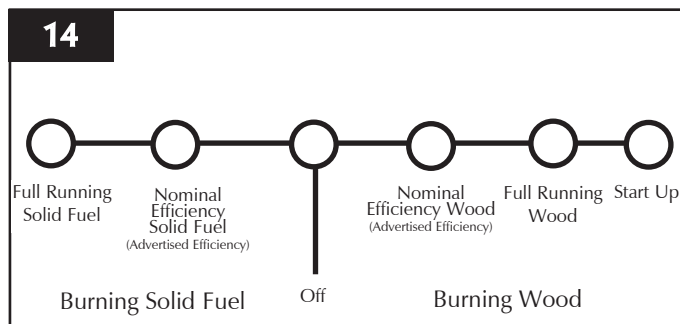 14
Full Running
Solid Fuel
Nominal
Efficiency
Solid Fuel
(Advertised Efficiency)
Off
Nominal
Efficiency Wood
(Advertised Efficiency)
Full Running
Wood
Start Up
Burning Solid Fuel
Burning Wood